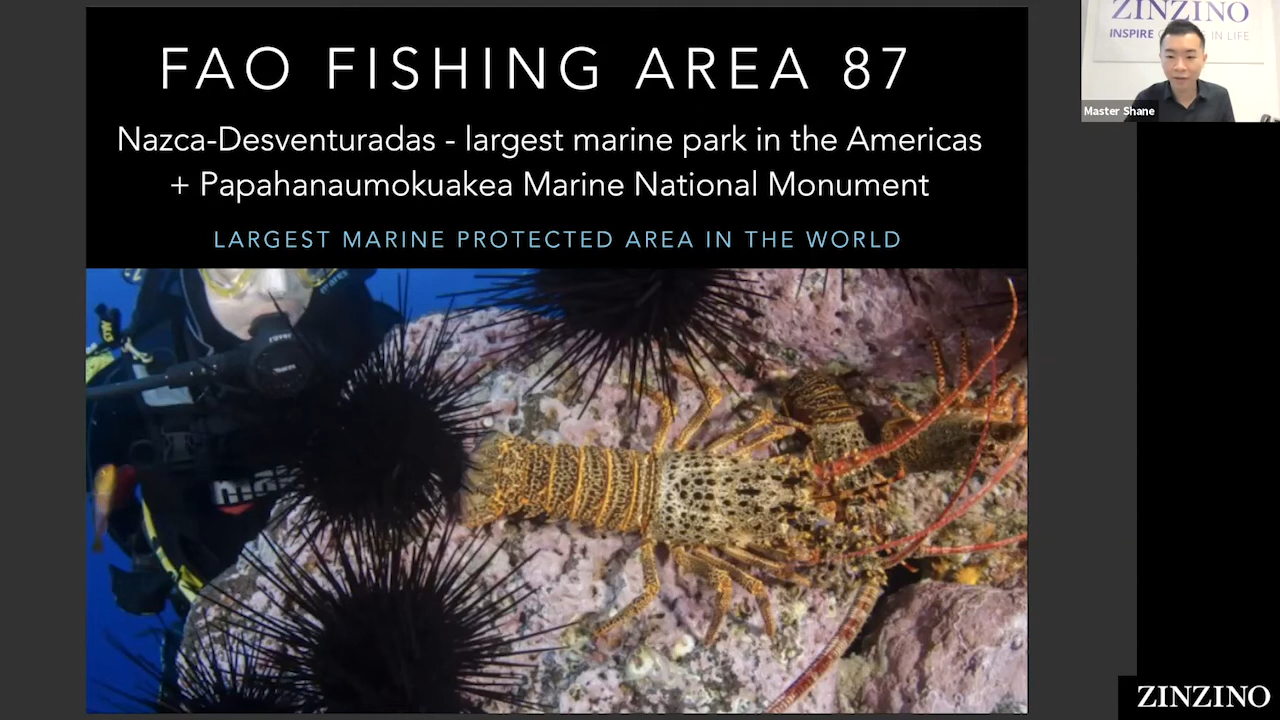 FAO FISHING AREA 87
Nazca-Desventuradas - largest marine park in the Americas
+ Papahanaumokuakea Marine National Monument
LARGEST MARINE PROTECTED AREA IN THE WORLD
ZINZINO
INSPIRE IN LIFE
Master Shane
ZINZINO